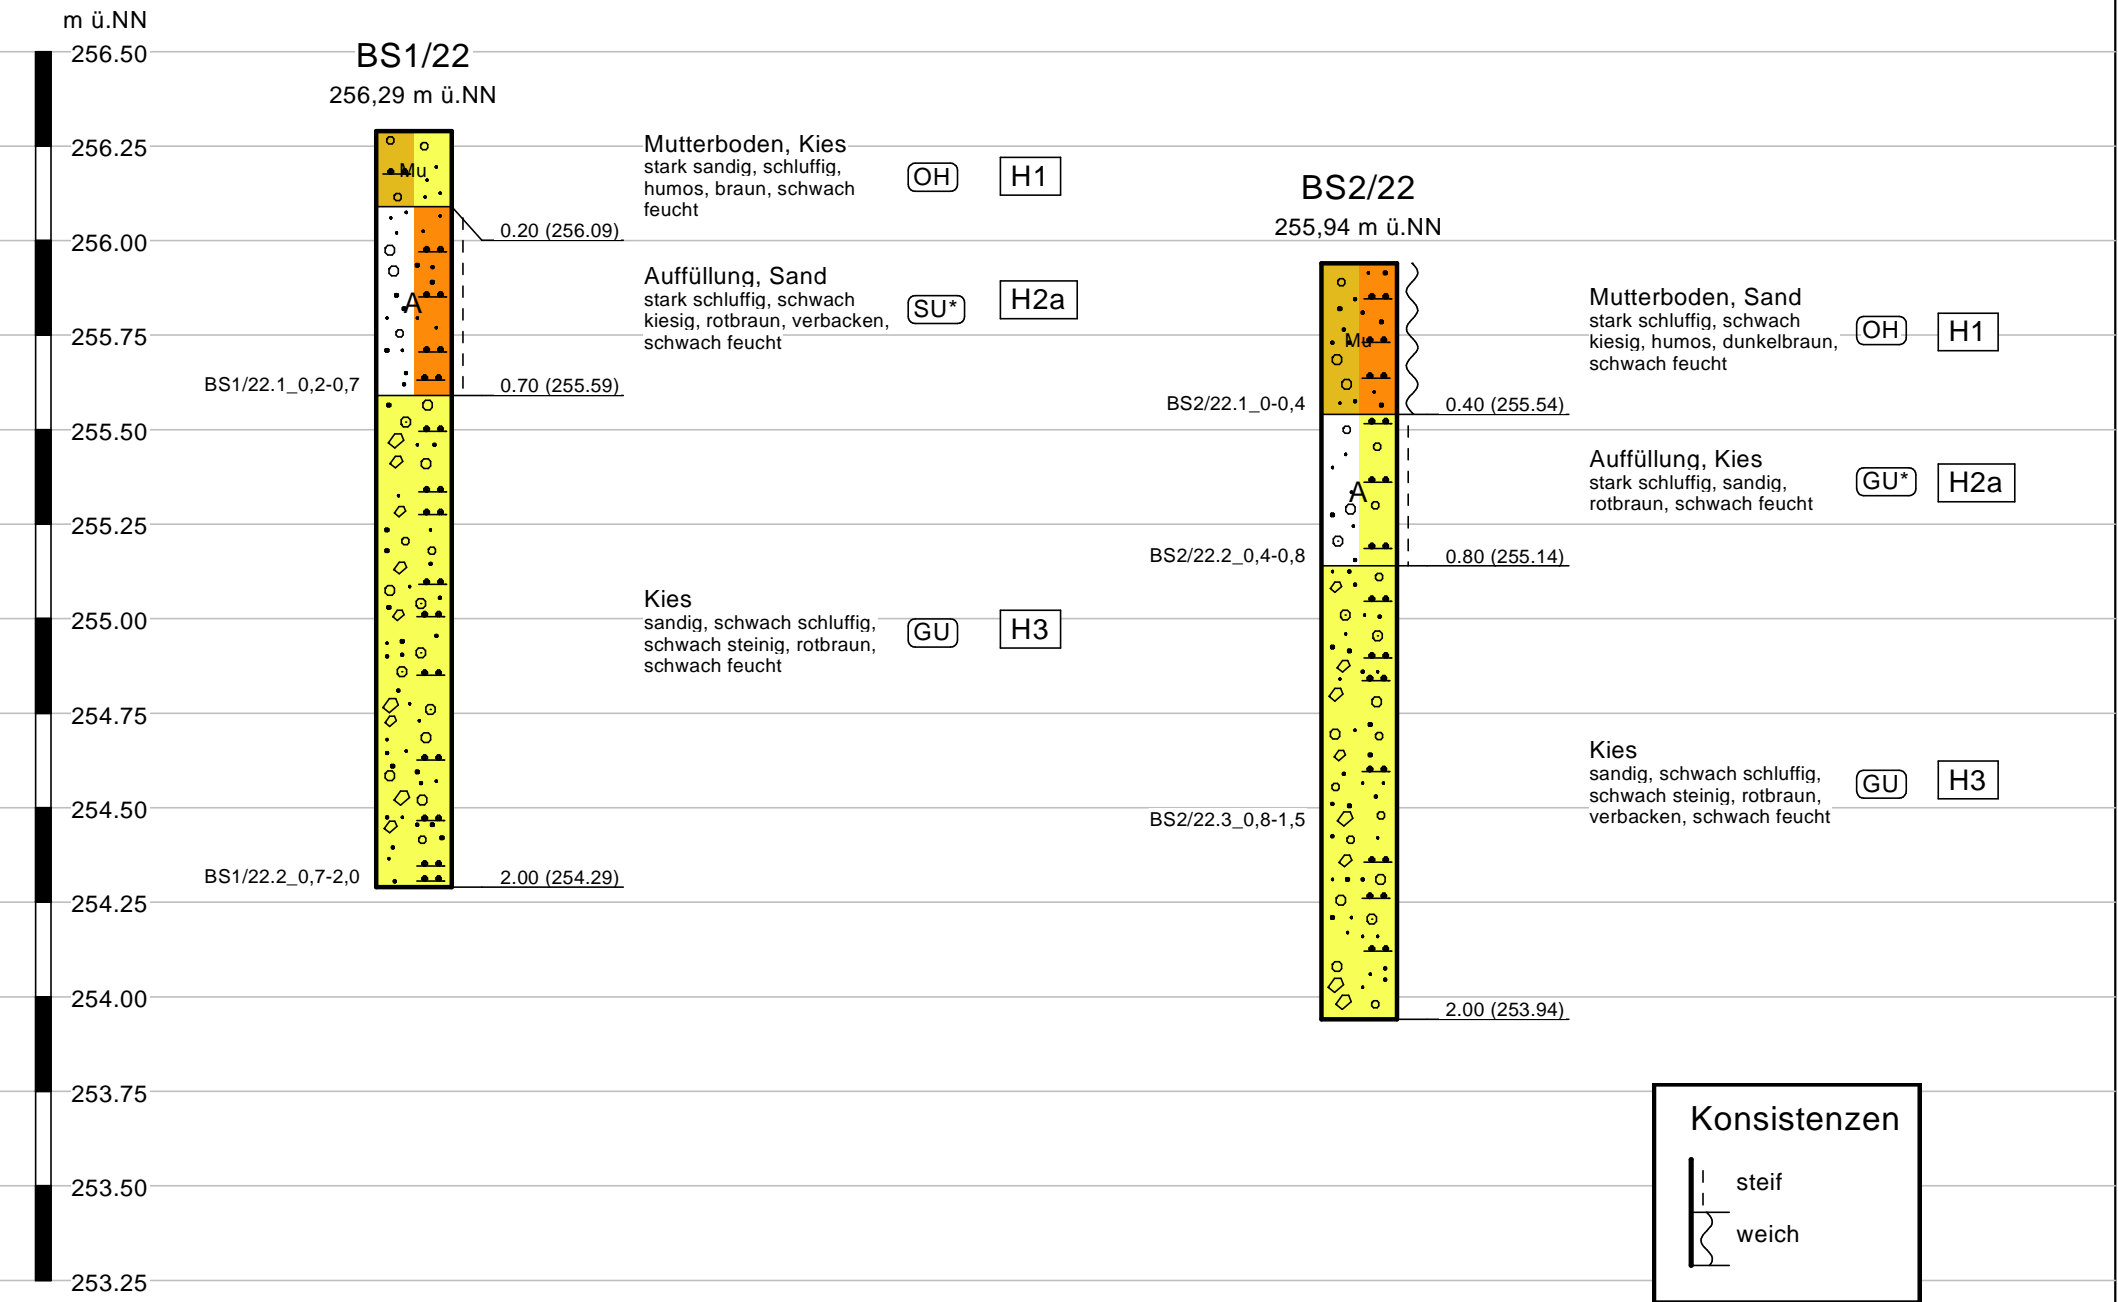 m ü.NN
256.50
256.25
256.00
255.75
255.50
255.25
255.00
254.75
254.50
254.25
254.00
253.75
253.50
253.25
BS1/22
256,29 m ü.NN
Mu
A
Mutterboden, Kies
stark sandig, schluffig,
humos, braun, schwach
feucht
OH
H1
0.20 (256.09)
Auffüllung, Sand
stark schluffig, schwach
kiesig, rotbraun, verbacken,
schwach feucht
SU*
H2a
BS1/22.1_0,2-0,7
0.70 (255.59)
Kies
sandig, schwach schluffig,
schwach steinig, rotbraun,
schwach feucht
GU
H3
BS1/22.2_0,7-2,0
2.00 (254.29)
BS2/22
255,94 m ü.NN
Mu
A
Mutterboden, Sand
stark schluffig, schwach
kiesig, humos, dunkelbraun,
schwach feucht
OH
H1
BS2/22.1_0-0,4
0.40 (255.54)
Auffüllung, Kies
stark schluffig, sandig,
rotbraun, schwach feucht
GU*
H2a
BS2/22.2_0,4-0,8
0.80 (255.14)
Kies
sandig, schwach schluffig,
schwach steinig, rotbraun,
verbacken, schwach feucht
GU
H3
BS2/22.3_0,8-1,5
2.00 (253.94)
Konsistenzen
steif
weich